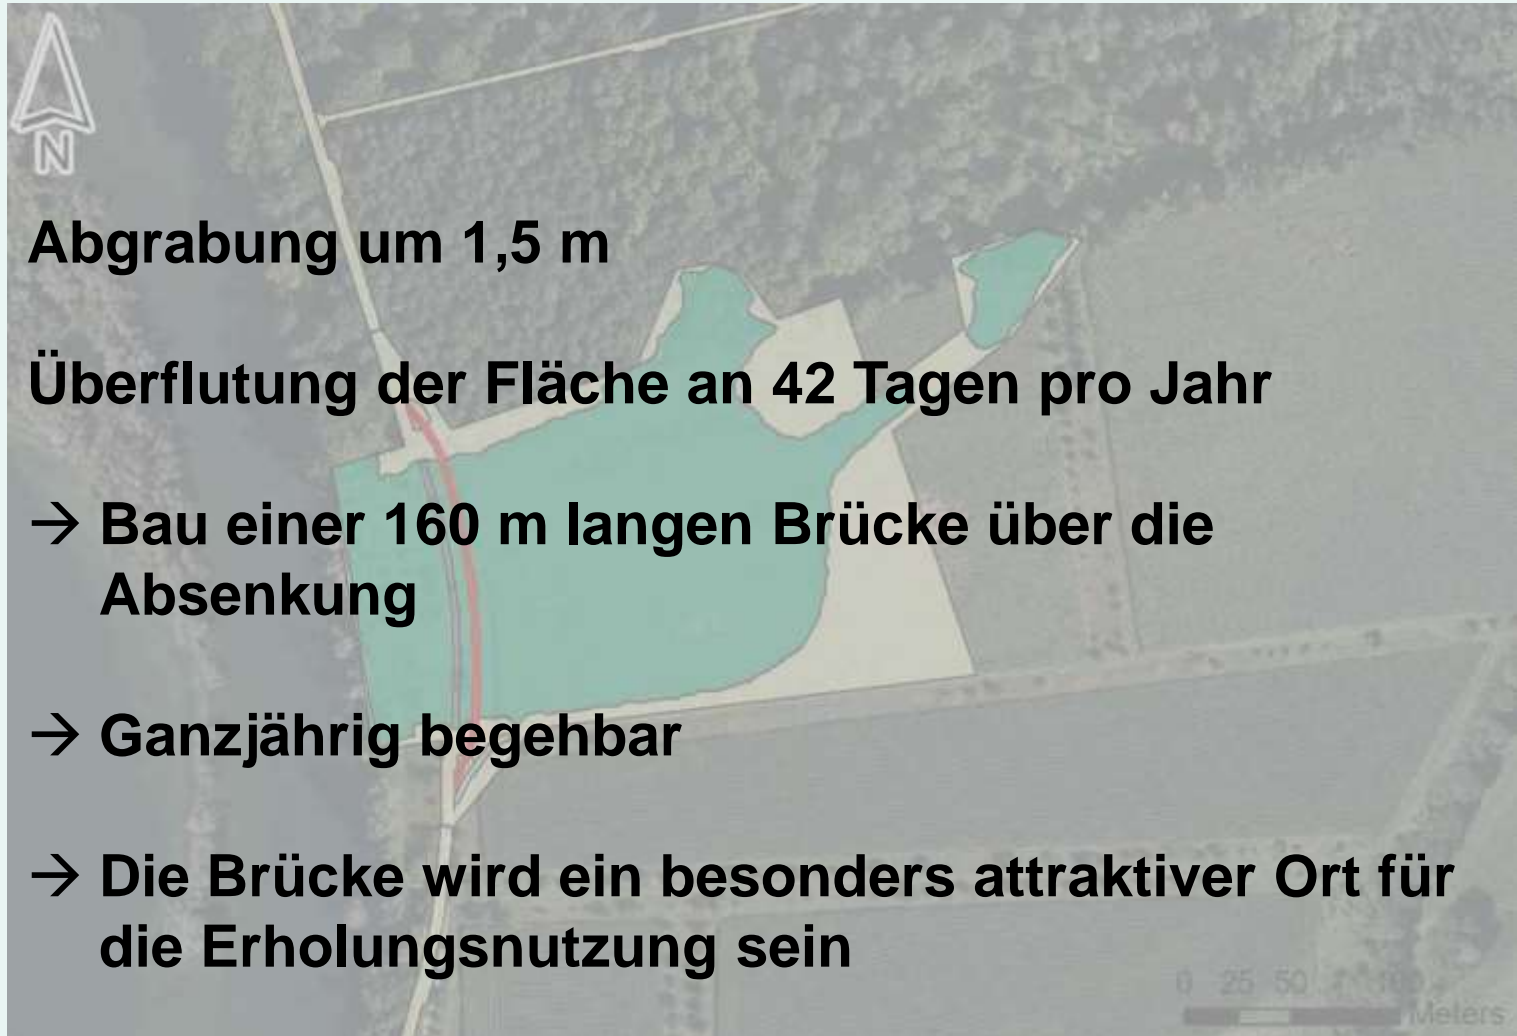 N
Abgrabung um 1,5 m
Überflutung der Fläche an 42 Tagen pro Jahr
→ Bau einer 160 m langen Brücke über die
Absenkung
→ Ganzjährig begehbar
→ Die Brücke wird ein besonders attraktiver Ort für
die Erholungsnutzung sein
0 25 50 100
Meters